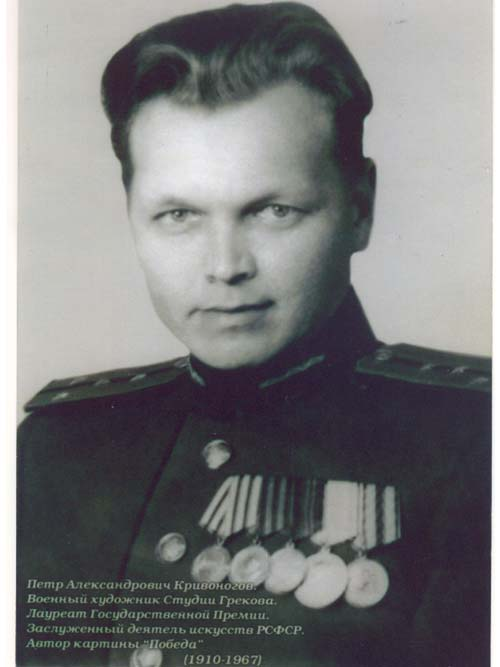 Петр Александрович Кривоногов.
Военный художник Студии Грекова.
Лауреат Государственной Премии.
Заслуженный деятель искусств РСФСР.
Автор картины "Победа"
(1910-1967)